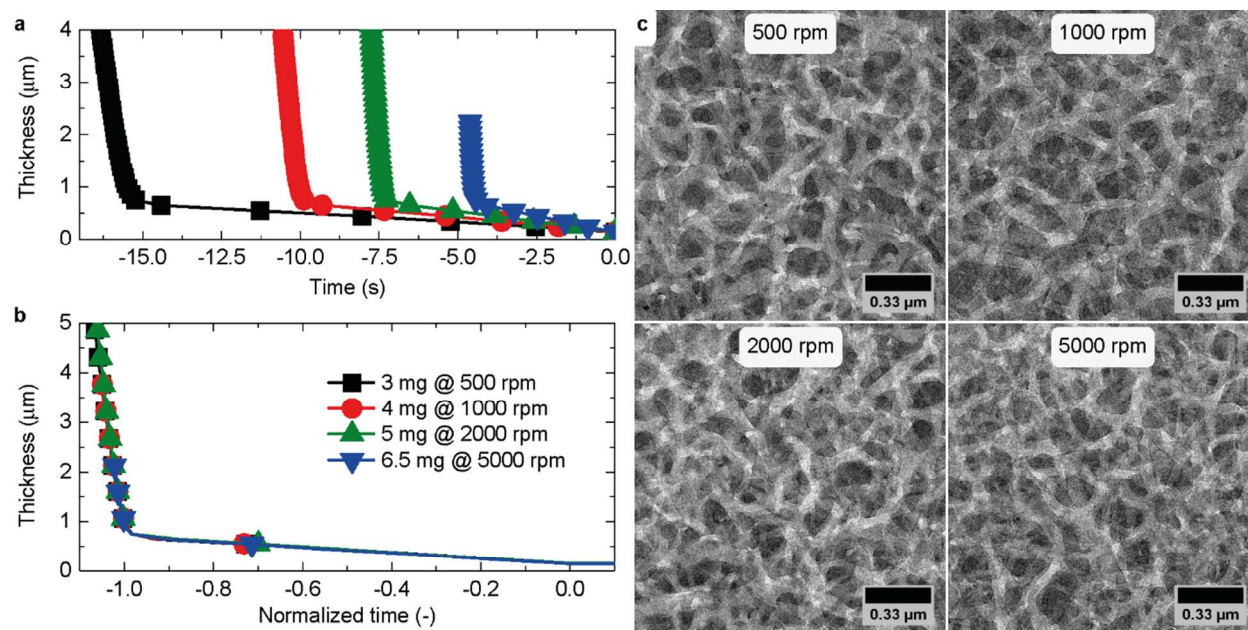 a
Thickness (µm)
4
3
2
1
0
-15.0
-12.5
-10.0
-7.5
-5.0
-2.5
0.0
Time (s)
b
Thickness (µm)
5
4
3
2
1
0
3 mg @ 500 rpm
4 mg @ 1000 rpm
5 mg @ 2000 rpm
6.5 mg @ 5000 rpm
-1.0
-0.8
-0.6
-0.4
-0.2
0.0
Normalized time (-)
c
500 rpm
0.33 µm
1000 rpm
0.33 µm
2000 rpm
0.33 µm
5000 rpm
0.33 µm